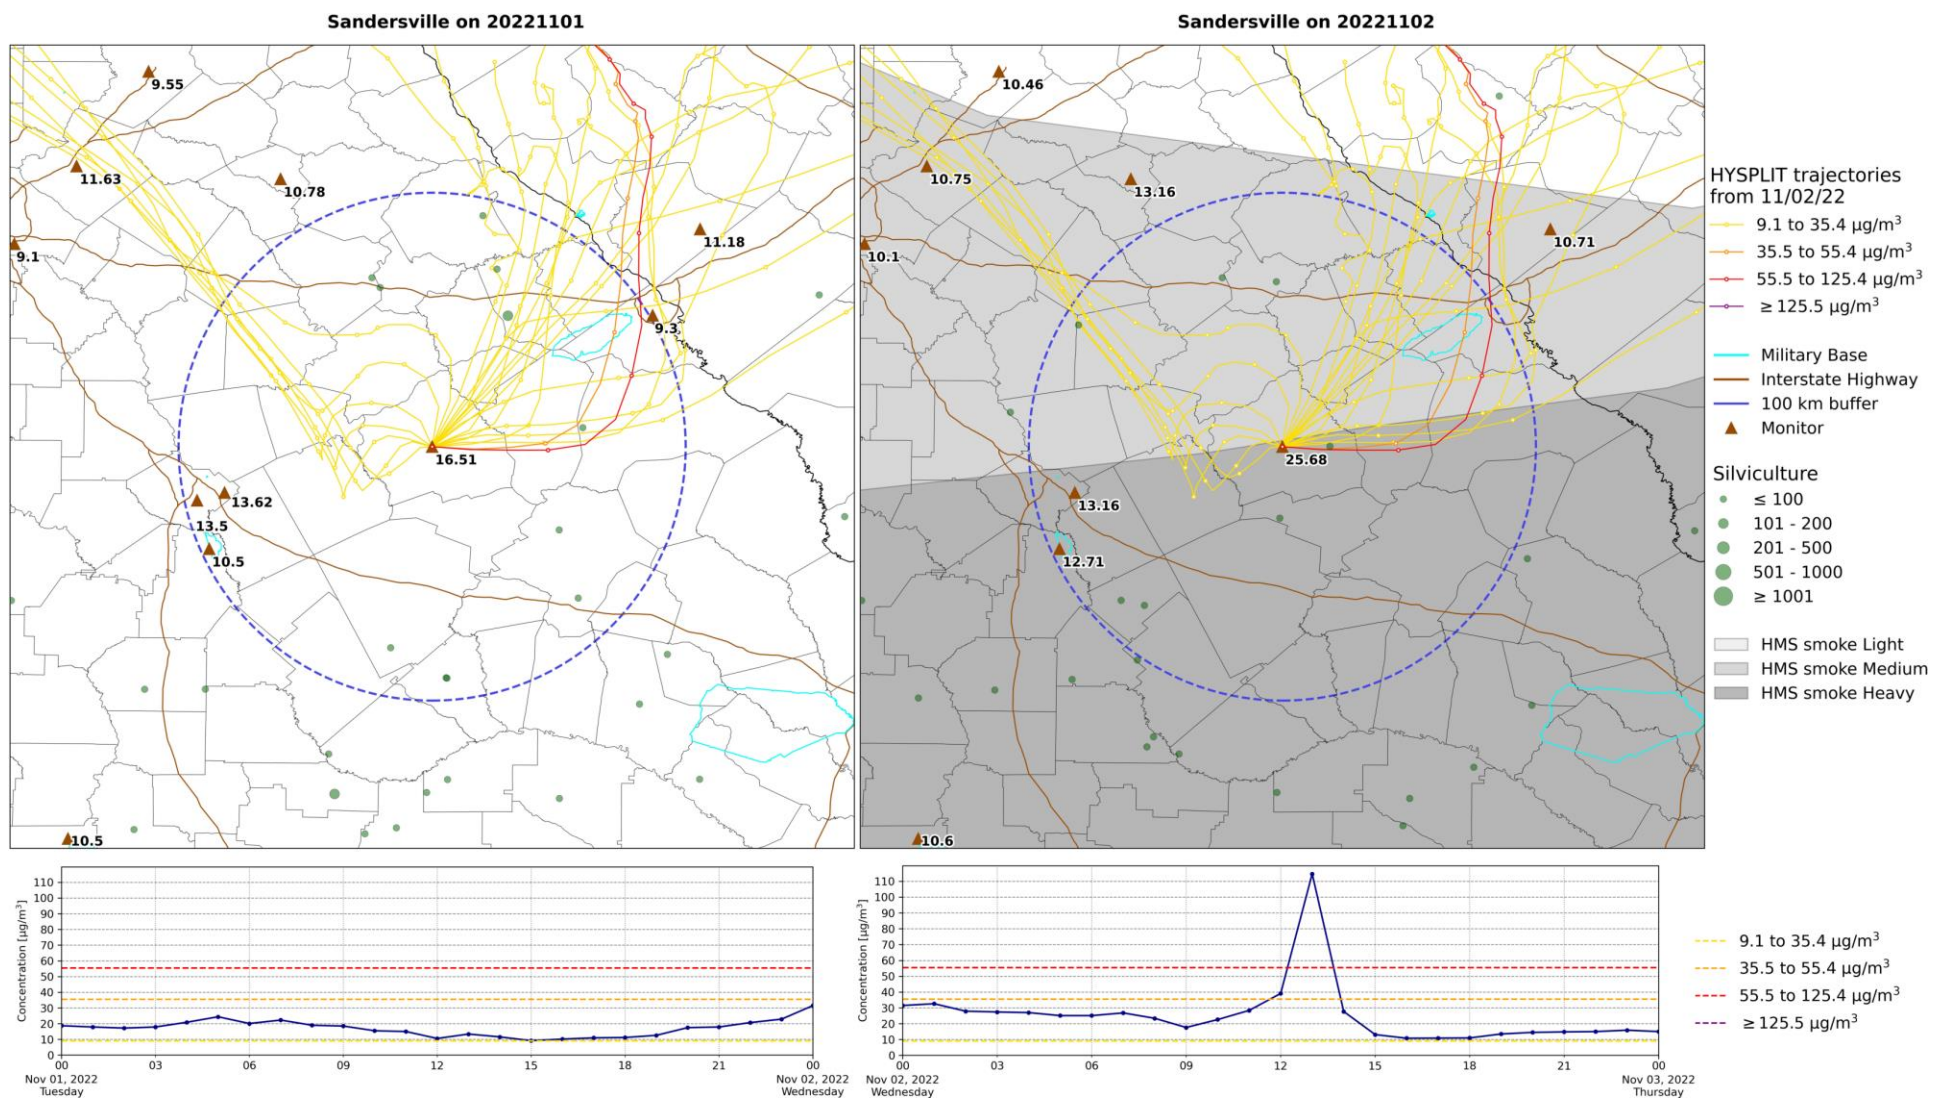 Sandersville on 20221101
9.55
11.63
10.78
11.18
9.1
9.3
16.51
13.62
13.5
10.5
10.5
Sandersville on 20221102
10.46
10.75
13.16
10.71
10.1
25.68
13.16
12.71
10.6
HYSPLIT trajectories
from 11/02/22
9.1 to 35.4 µg/m³
35.5 to 55.4 µg/m³
55.5 to 125.4 µg/m³
≥ 125.5 µg/m³
Military Base
Interstate Highway
100 km buffer
Monitor
Silviculture
≤ 100
101 - 200
201 - 500
501 - 1000
≥ 1001
HMS smoke Light
HMS smoke Medium
HMS smoke Heavy
Concentration [µg/m³]
110
100
90
80
70
60
50
40
30
20
10
0
00 03 06 09 12 15 18 21 00
Nov 01, 2022 Nov 02, 2022
Tuesday Wednesday
Concentration [µg/m³]
110
100
90
80
70
60
50
40
30
20
10
0
00 03 06 09 12 15 18 21 00
Nov 02, 2022 Nov 03, 2022
Wednesday Thursday
9.1 to 35.4 µg/m³
35.5 to 55.4 µg/m³
55.5 to 125.4 µg/m³
≥ 125.5 µg/m³